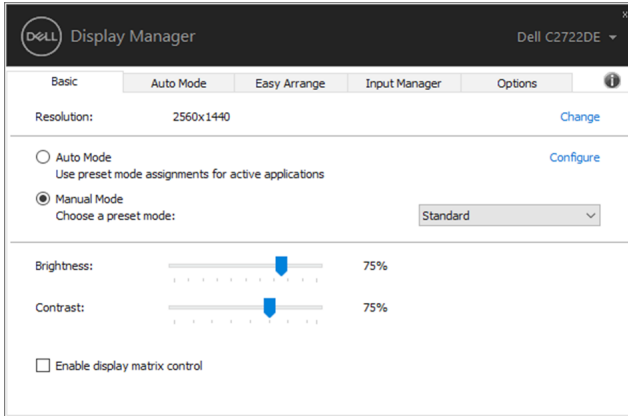 DELL Display Manager Dell C2722DE
Basic Auto Mode Easy Arrange Input Manager Options
Resolution: 2560x1440 Change
Auto Mode Configure
Use preset mode assignments for active applications
Manual Mode
Choose a preset mode: Standard
Brightness: 75%
Contrast: 75%
Enable display matrix control